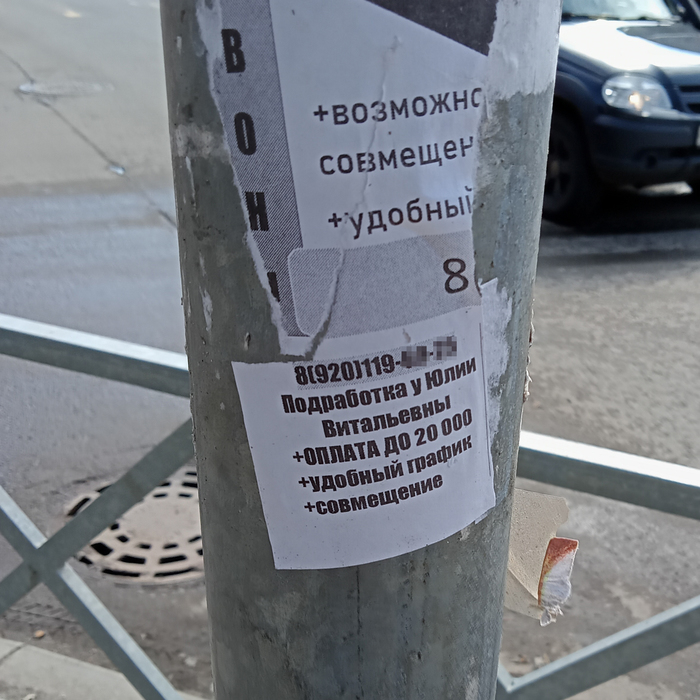 В
О
Н
+возможно
совмещен
+удобный
8
8(920)119-
Подработка у Юлии
Витальевны
+ОПЛАТА ДО 20 000
+удобный график
+совмещение